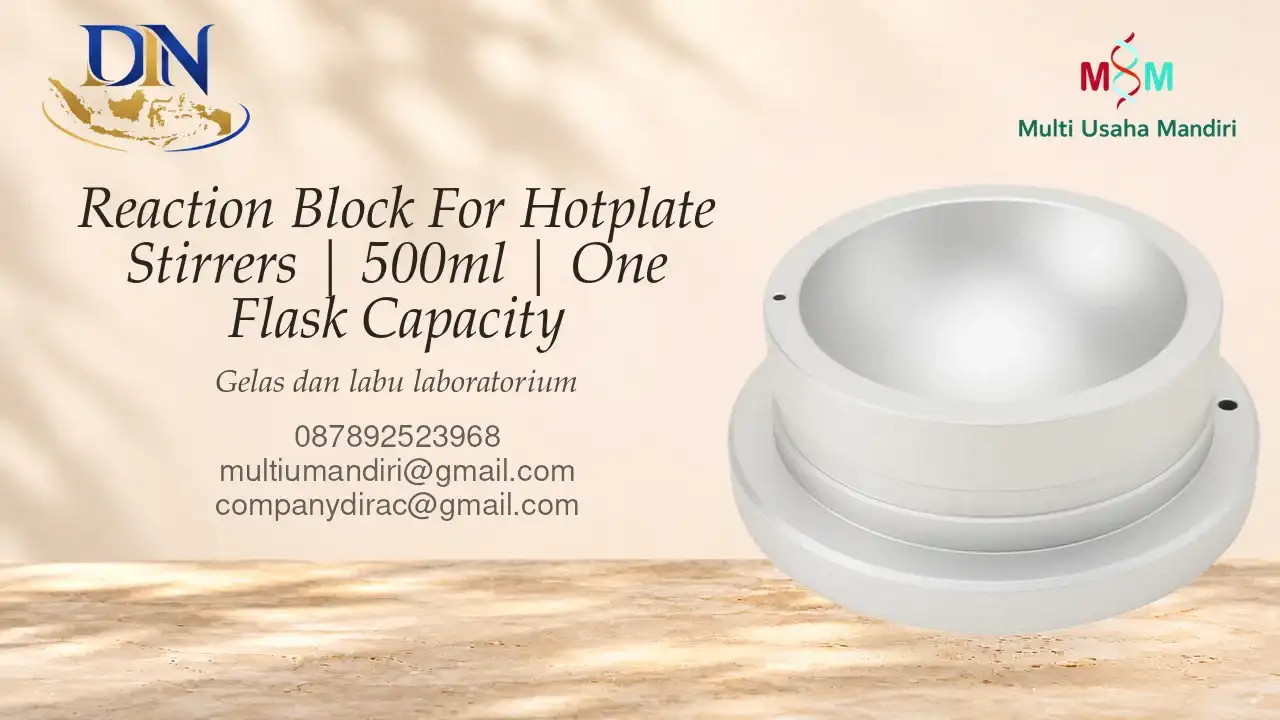 DN
M M
Multi Usaha Mandiri
Reaction Block For Hotplate
Stirrers | 500ml | One
Flask Capacity
Gelas dan labu laboratorium
087892523968
multiumandiri@gmail.com
companydirac@gmail.com